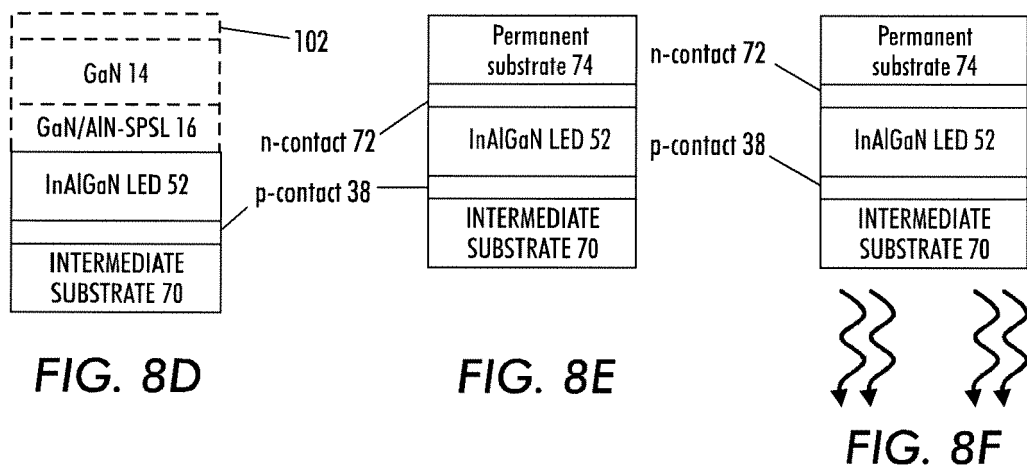 102
GaN 14
GaN/AlN-SPSL 16
InAlGaN LED 52
INTERMEDIATE
SUBSTRATE 70
FIG. 8D
n-contact 72
p-contact 38
Permanent
substrate 74
InAlGaN LED 52
INTERMEDIATE
SUBSTRATE 70
FIG. 8E
n-contact 72
p-contact 38
Permanent
substrate 74
InAlGaN LED 52
INTERMEDIATE
SUBSTRATE 70
FIG. 8F